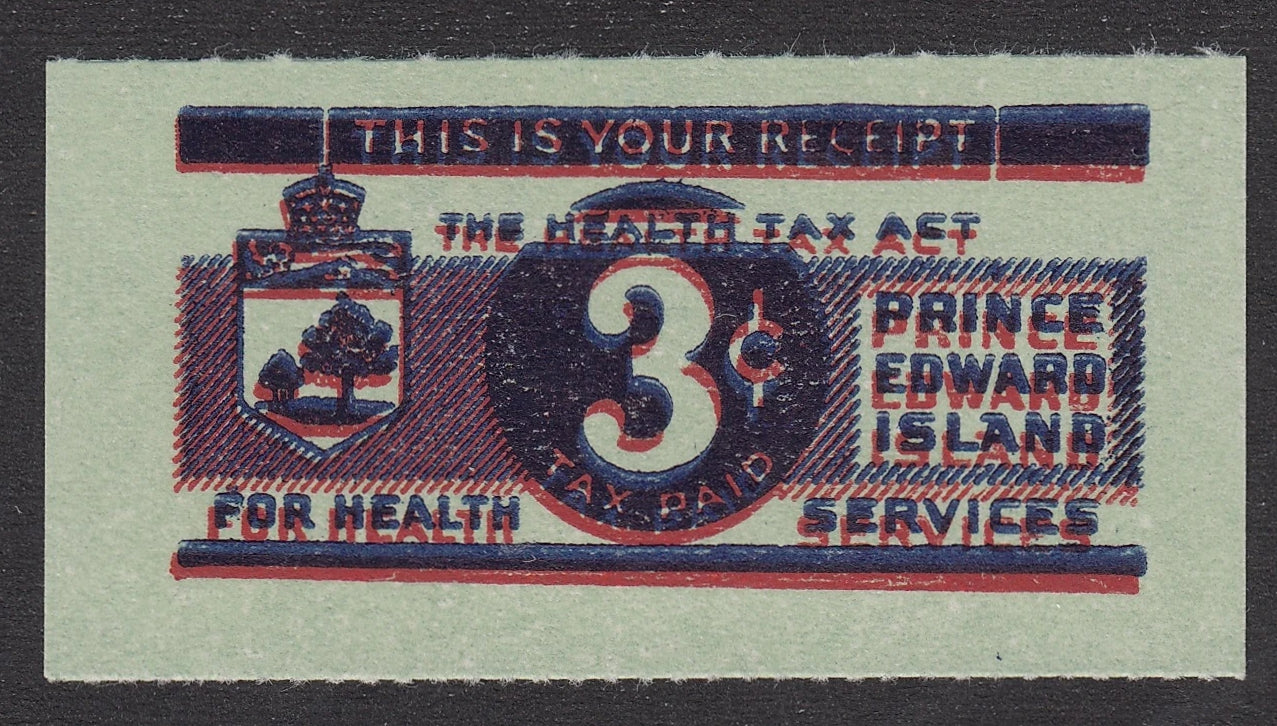 THIS IS YOUR RECEIPT
THE HEALTH TAX ACT
3¢
TAX PAID
PRINCE
EDWARD
ISLAND
FOR HEALTH SERVICES